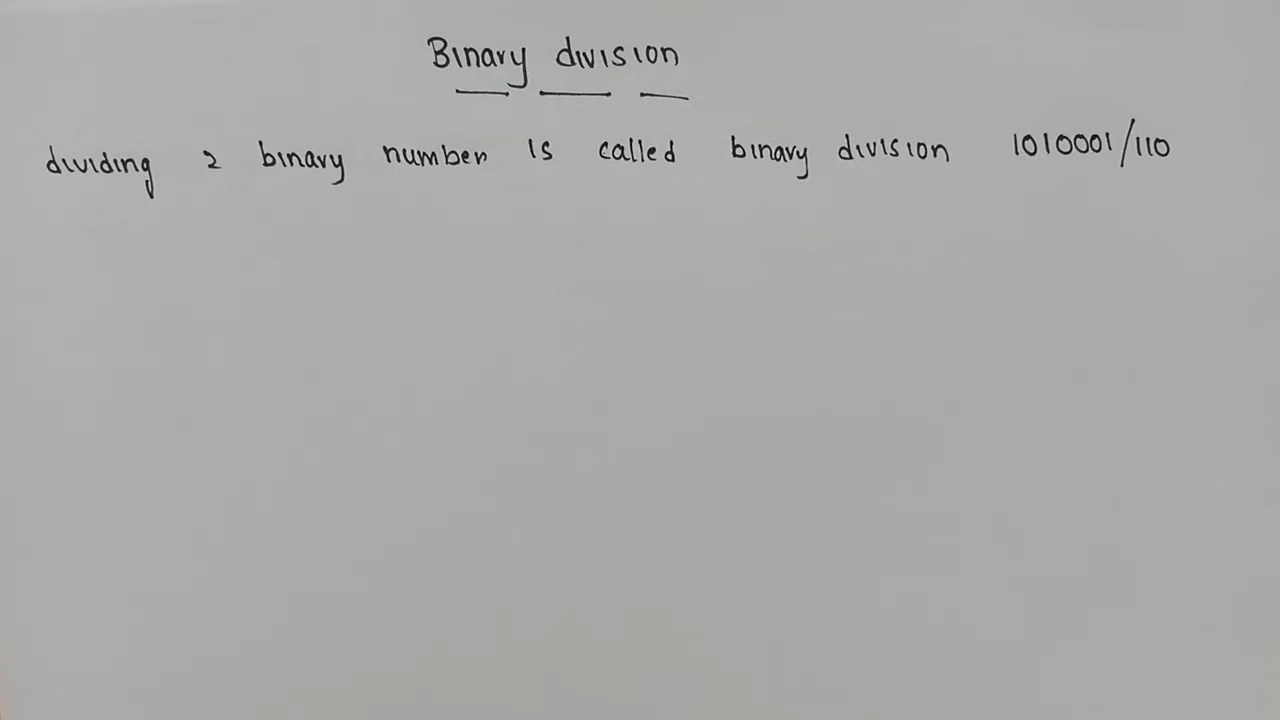 Binary division
dividing 2 binary number is called binary division 1010001/110